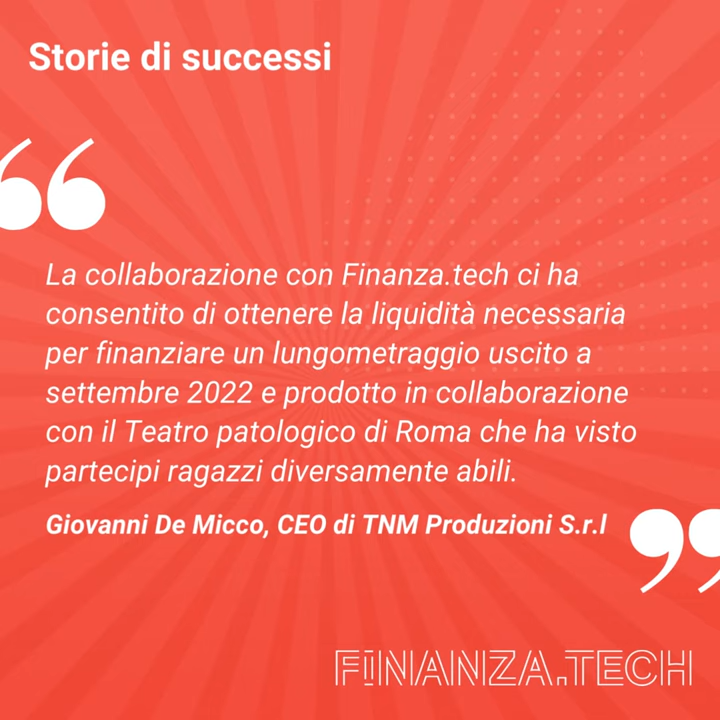 Storie di successi
La collaborazione con Finanza.tech ci ha
consentito di ottenere la liquidità necessaria
per finanziare un lungometraggio uscito a
settembre 2022 e prodotto in collaborazione
con il Teatro patologico di Roma che ha visto
partecipi ragazzi diversamente abili.
Giovanni De Micco, CEO di TNM Produzioni S.r.l
FINANZA.TECH